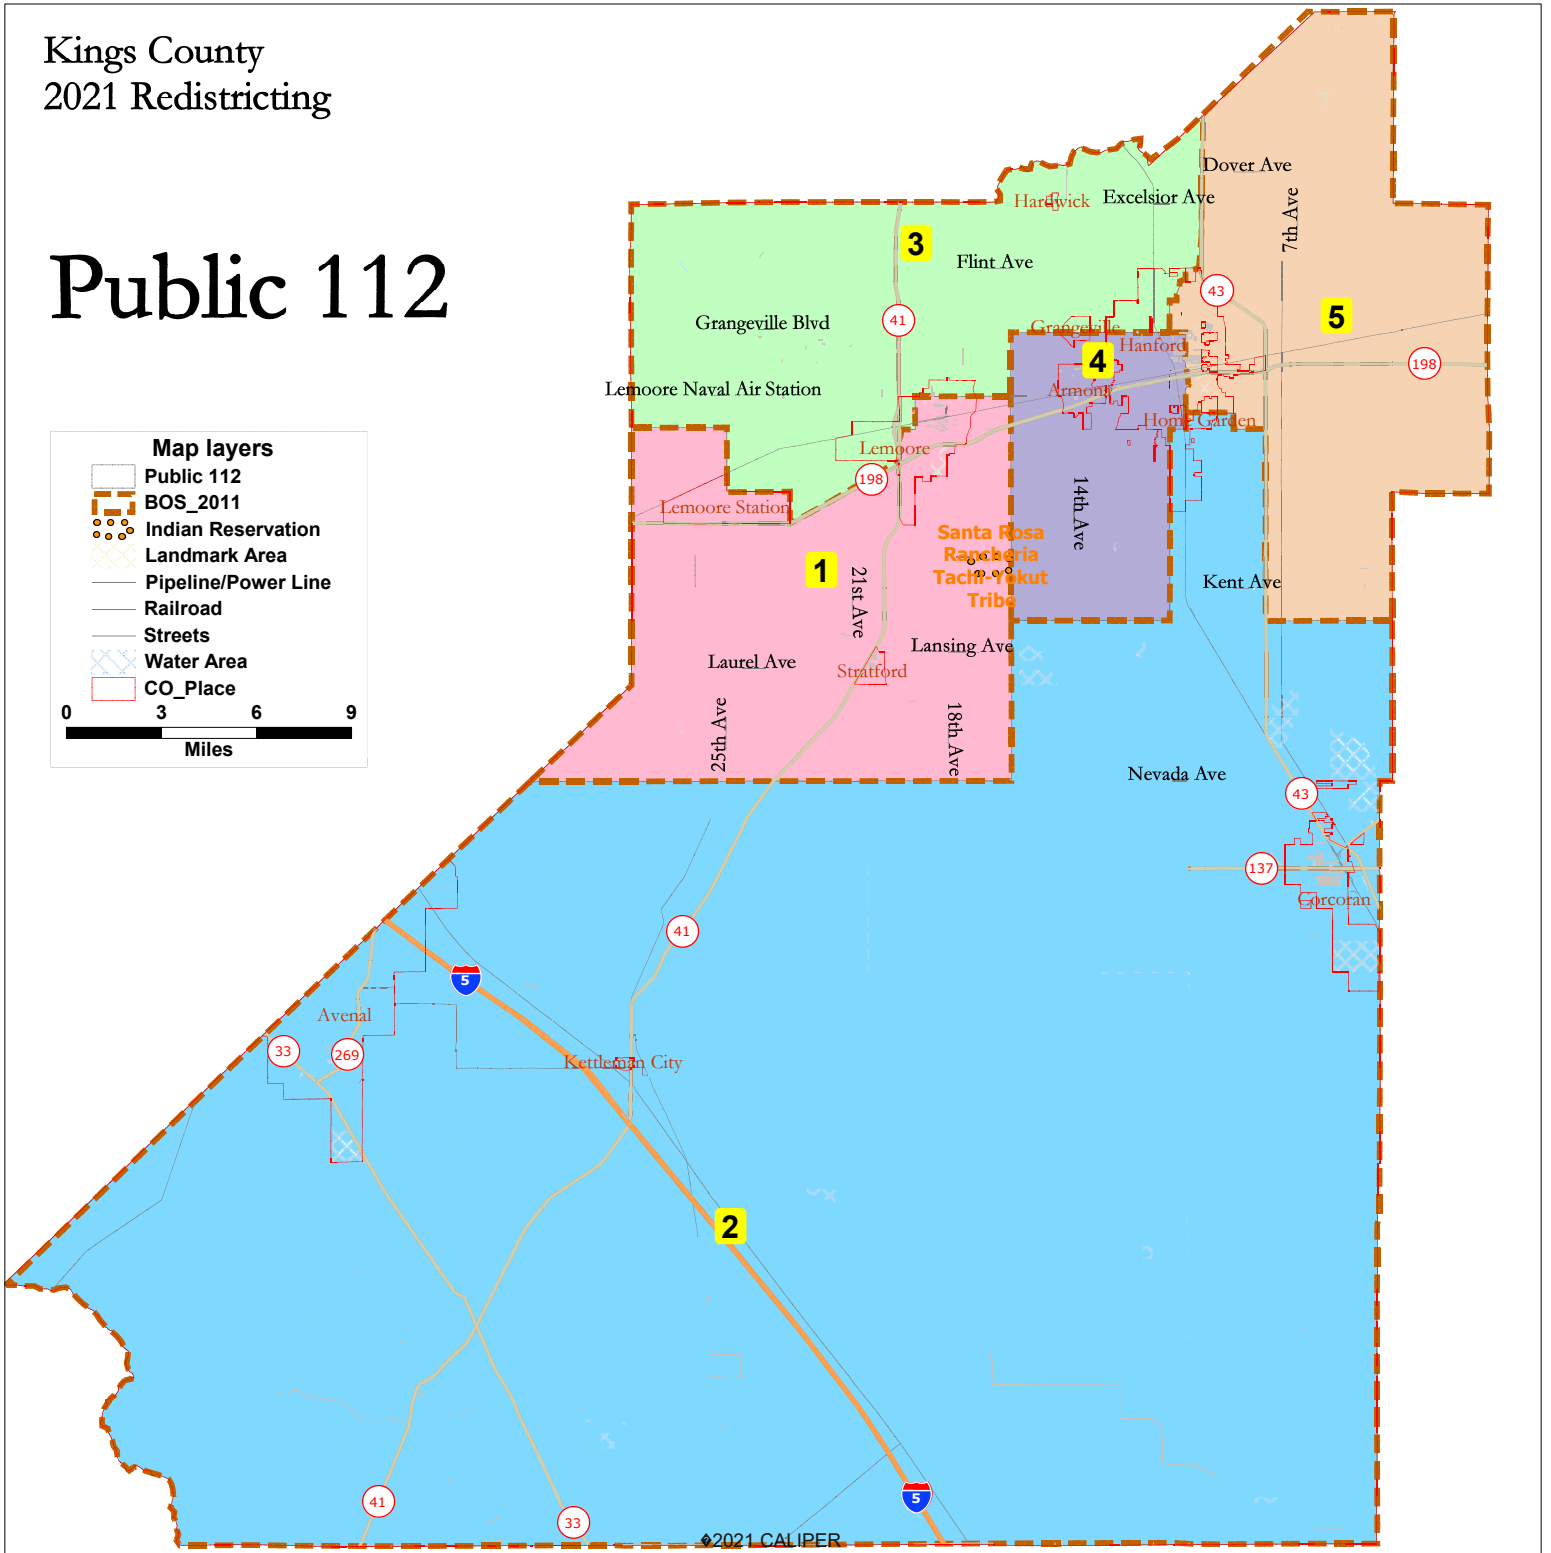 Kings County
2021 Redistricting
Public 112
Dover Ave
7th Ave
Hardwick
Excelsior Ave
3
Flint Ave
43
5
Grangeville Blvd
41
Grangeville
Hanford
4
198
Lemoore Naval Air Station
Armona
Home Garden
Lemoore
198
Lemoore Station
14th Ave
Santa Rosa
Rancheria
Tachi-Yokut
Tribe
1
21st Ave
Kent Ave
Lansing Ave
Laurel Ave
Stratford
25th Ave
18th Ave
Nevada Ave
43
137
Corcoran
41
5
Avenal
33
269
Kettleman City
2
41
33
5
Map layers
Public 112
BOS_2011
Indian Reservation
Landmark Area
Pipeline/Power Line
Railroad
Streets
Water Area
CO_Place
0 3 6 9
Miles
�2021 CALIPER